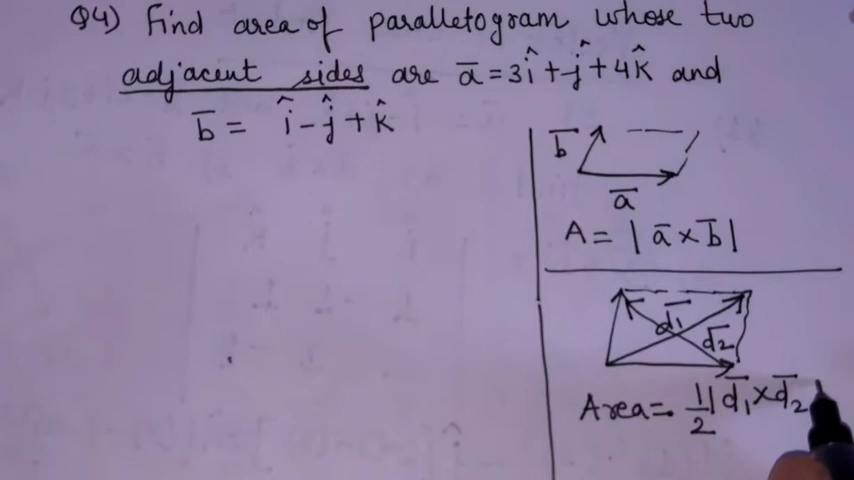 Q4) Find area of paralletogram whose two
adjacent sides are a̅ = 3î + ĵ + 4k̂ and
b̅ = î - ĵ + k̂
b̅
a̅
A = | a̅ × b̅ |
d̅₁
d̅₂
Area = 1/2 | d̅₁ × d̅₂